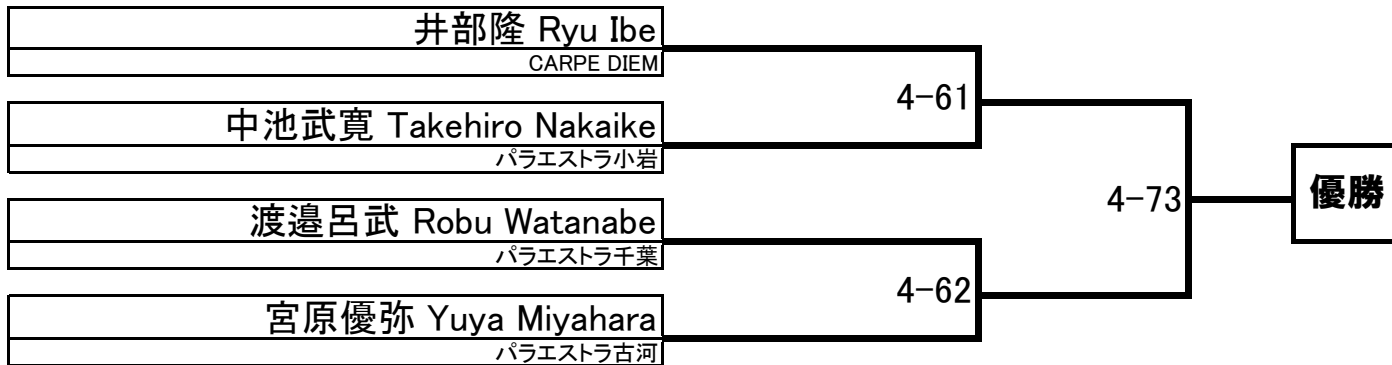 井部隆 Ryu Ibe
CARPE DIEM
4-61
中池武寛 Takehiro Nakaike
パラエストラ小岩
4-73
優勝
渡邉呂武 Robu Watanabe
パラエストラ千葉
4-62
宮原優弥 Yuya Miyahara
パラエストラ古河